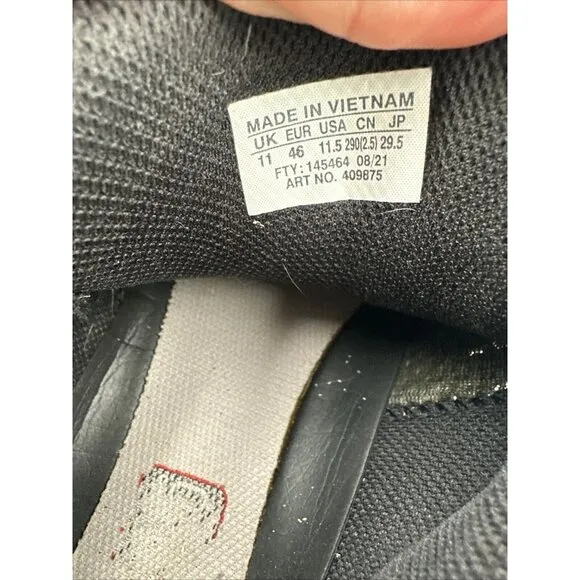 MADE IN VIETNAM
UK EUR USA CN JP
11 46 11.5 290(2.5) 29.5
FTY: 145464 08/21
ART NO. 409875